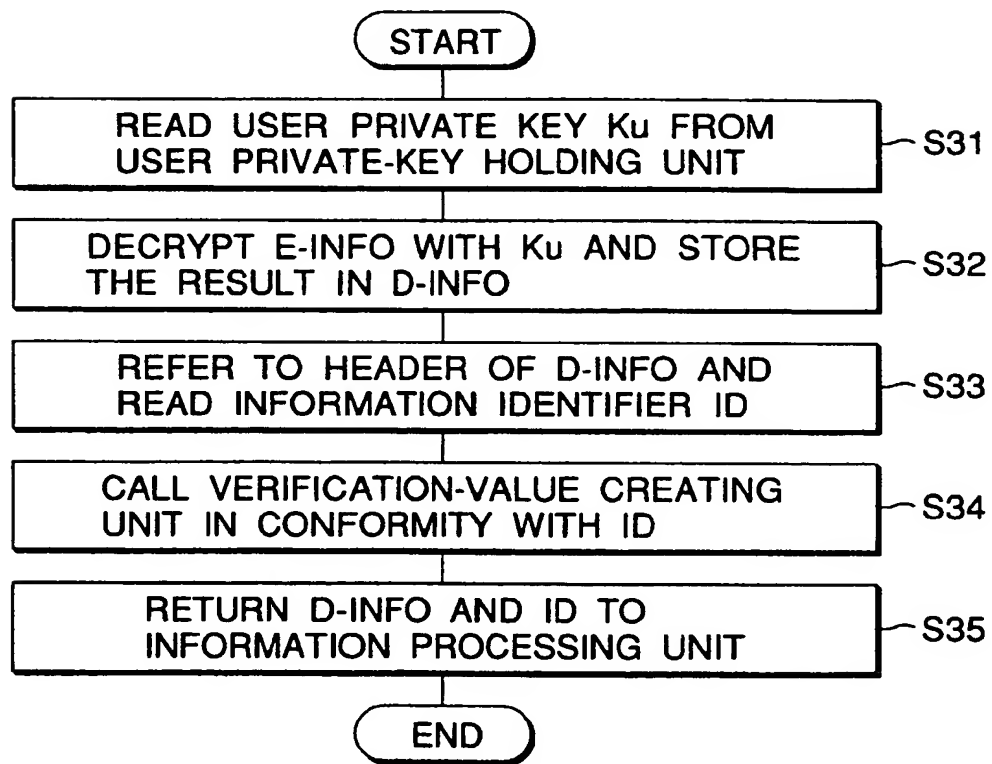 START
READ USER PRIVATE KEY Ku FROM
USER PRIVATE-KEY HOLDING UNIT
S31
DECRYPT E-INFO WITH Ku AND STORE
THE RESULT IN D-INFO
S32
REFER TO HEADER OF D-INFO AND
READ INFORMATION IDENTIFIER ID
S33
CALL VERIFICATION-VALUE CREATING
UNIT IN CONFORMITY WITH ID
S34
RETURN D-INFO AND ID TO
INFORMATION PROCESSING UNIT
S35
END